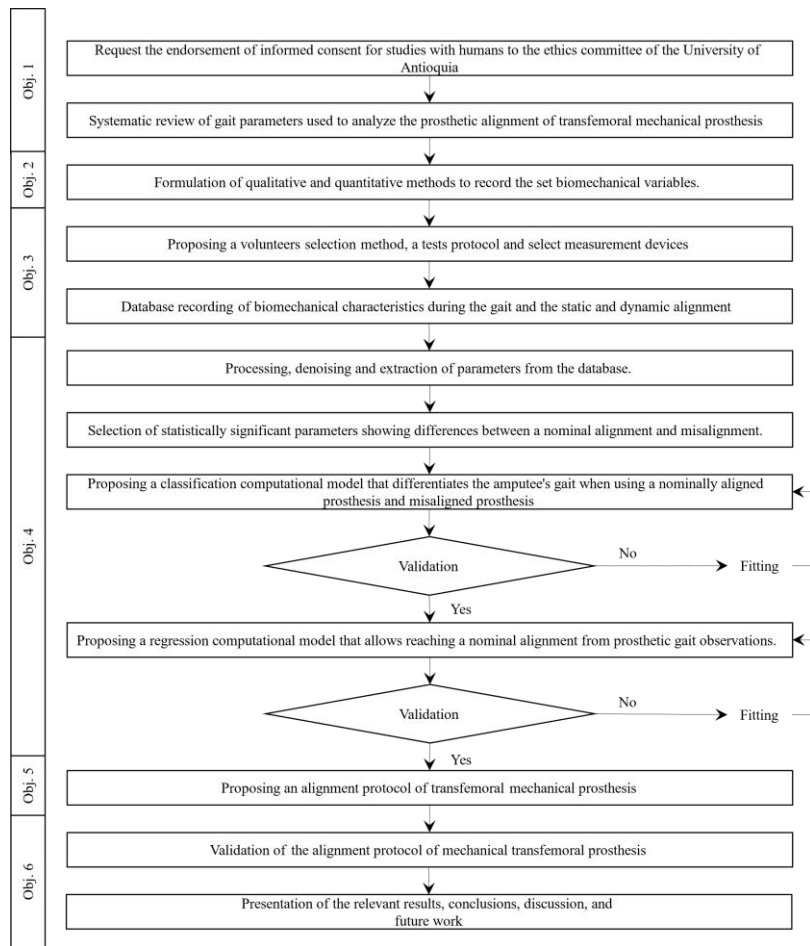 Obj. 1
Request the endorsement of informed consent for studies with humans to the ethics committee of the University of
Antioquia
Systematic review of gait parameters used to analyze the prosthetic alignment of transfemoral mechanical prosthesis
Obj. 2
Formulation of qualitative and quantitative methods to record the set biomechanical variables.
Obj. 3
Proposing a volunteers selection method, a tests protocol and select measurement devices
Database recording of biomechanical characteristics during the gait and the static and dynamic alignment
Obj. 4
Processing, denoising and extraction of parameters from the database.
Selection of statistically significant parameters showing differences between a nominal alignment and misalignment.
Proposing a classification computational model that differentiates the amputee's gait when using a nominally aligned
prosthesis and misaligned prosthesis
Validation
No
Fitting
Yes
Proposing a regression computational model that allows reaching a nominal alignment from prosthetic gait observations.
Validation
No
Fitting
Yes
Obj. 5
Proposing an alignment protocol of transfemoral mechanical prosthesis
Obj. 6
Validation of the alignment protocol of mechanical transfemoral prosthesis
Presentation of the relevant results, conclusions, discussion, and
future work